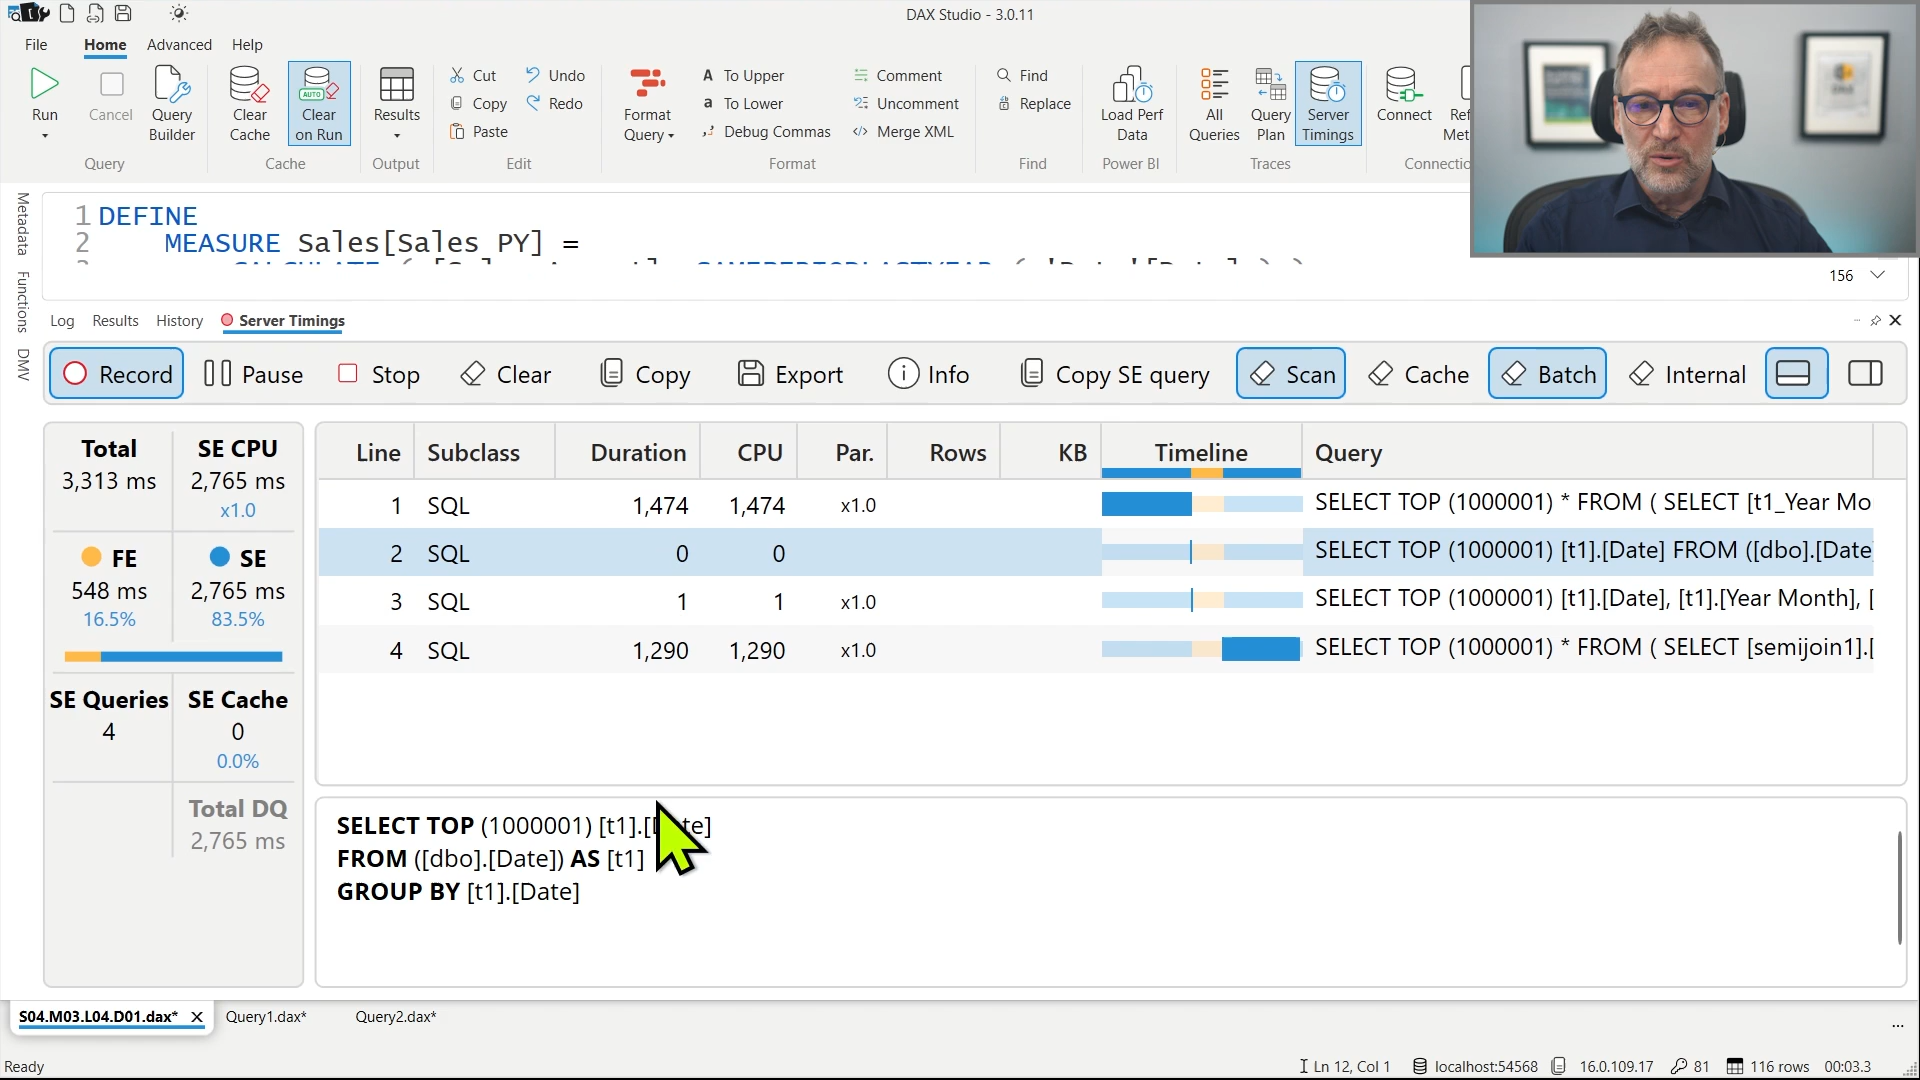 DAX Studio - 3.0.11
File Home Advanced Help
Run
Cancel
Query Builder
Clear Cache
AUTO
Clear on Run
Results
Format Query
Cut
Copy
Paste
Undo
Redo
A To Upper
a To Lower
Debug Commas
Comment
Uncomment
Merge XML
Find
Replace
Load Perf Data
All Queries
Query Plan
Server Timings
Connect
Query Cache Output Edit Format Find Power BI Traces
Metadata
Functions
DMV
1 DEFINE
2 MEASURE Sales[Sales PY] =
156
Log Results History Server Timings
Record Pause Stop Clear Copy Export Info Copy SE query Scan Cache Batch Internal
Total SE CPU
3,313 ms 2,765 ms
x1.0
FE SE
548 ms 2,765 ms
16.5% 83.5%
SE Queries SE Cache
4 0
0.0%
Total DQ
2,765 ms
Line Subclass Duration CPU Par. Rows KB Timeline Query
1 SQL 1,474 1,474 x1.0 SELECT TOP (1000001) * FROM ( SELECT [t1_Year Mo
2 SQL 0 0 SELECT TOP (1000001) [t1].[Date] FROM ([dbo].[Date
3 SQL 1 1 x1.0 SELECT TOP (1000001) [t1].[Date], [t1].[Year Month], [
4 SQL 1,290 1,290 x1.0 SELECT TOP (1000001) * FROM ( SELECT [semijoin1].[
SELECT TOP (1000001) [t1].[Date]
FROM ([dbo].[Date]) AS [t1]
GROUP BY [t1].[Date]
S04.M03.L04.D01.dax* Query1.dax* Query2.dax*
Ready Ln 12, Col 1 localhost:54568 16.0.109.17 81 116 rows 00:03.3